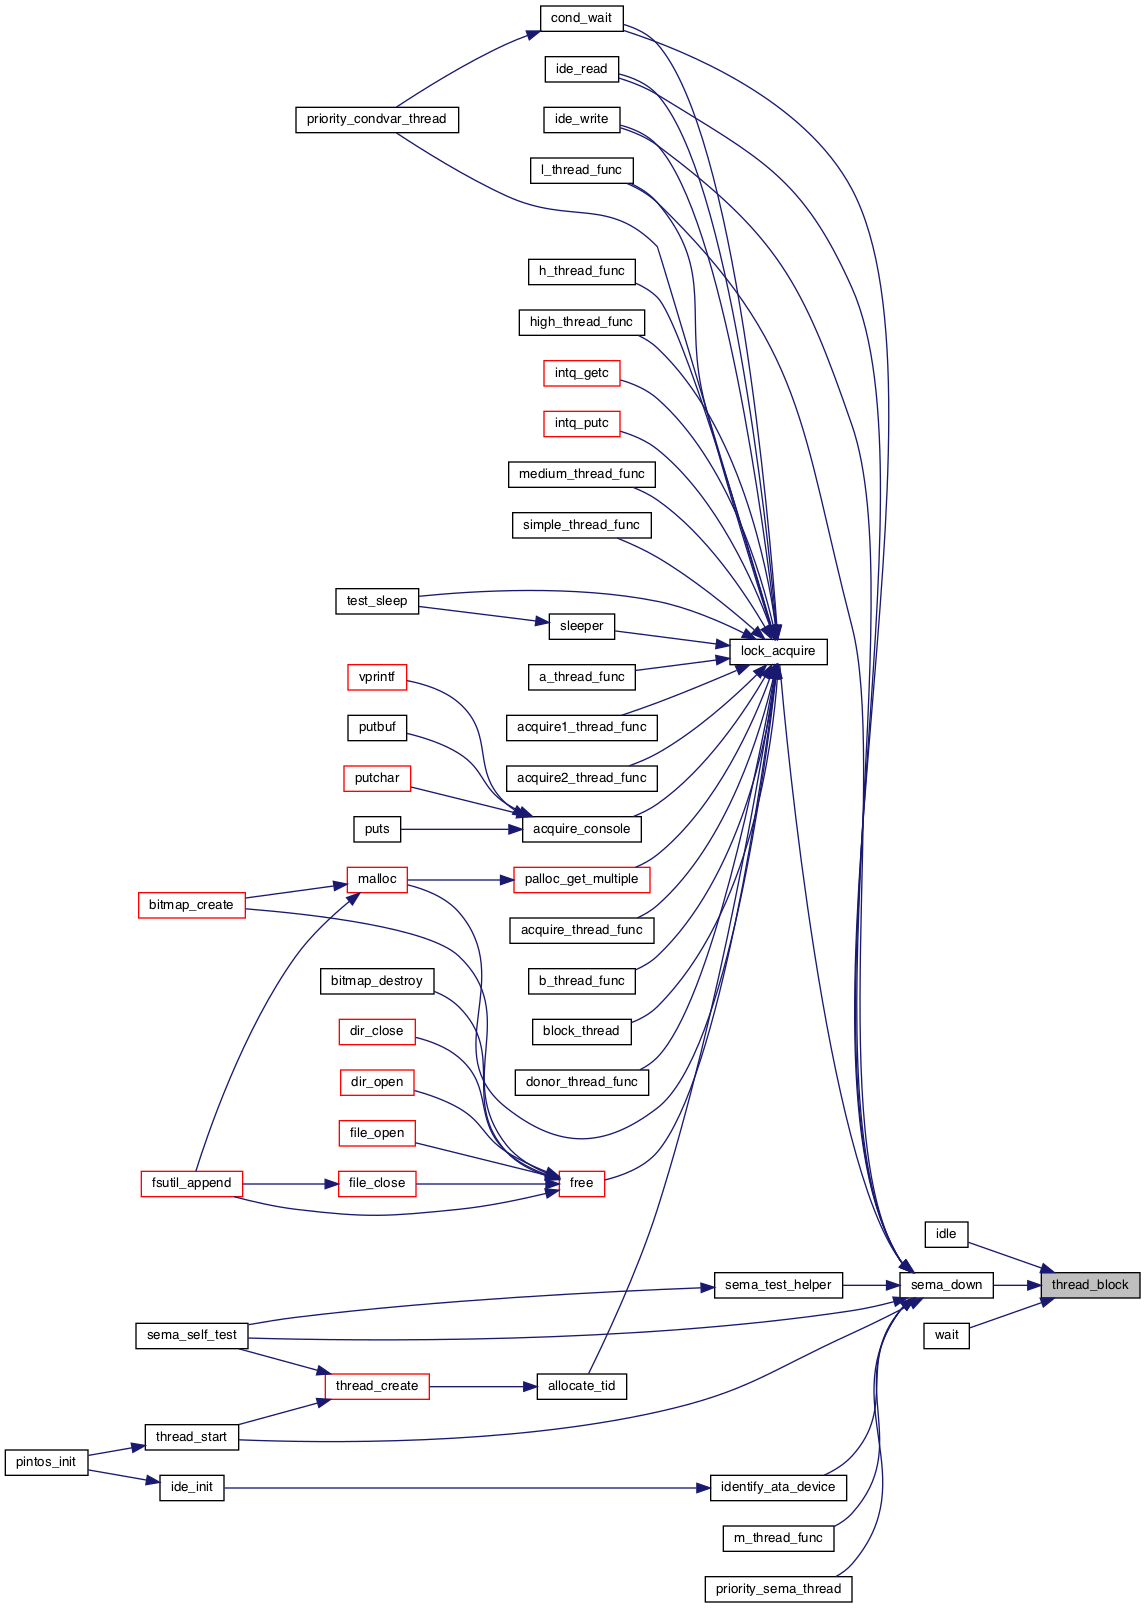 cond_wait
ide_read
ide_write
priority_condvar_thread
l_thread_func
h_thread_func
high_thread_func
intq_getc
intq_putc
medium_thread_func
simple_thread_func
test_sleep
sleeper
lock_acquire
vprintf
a_thread_func
putbuf
acquire1_thread_func
putchar
acquire2_thread_func
puts
acquire_console
malloc
palloc_get_multiple
bitmap_create
acquire_thread_func
bitmap_destroy
b_thread_func
dir_close
block_thread
dir_open
donor_thread_func
file_open
fsutil_append
file_close
free
idle
sema_test_helper
sema_down
thread_block
sema_self_test
wait
thread_create
allocate_tid
thread_start
pintos_init
ide_init
identify_ata_device
m_thread_func
priority_sema_thread